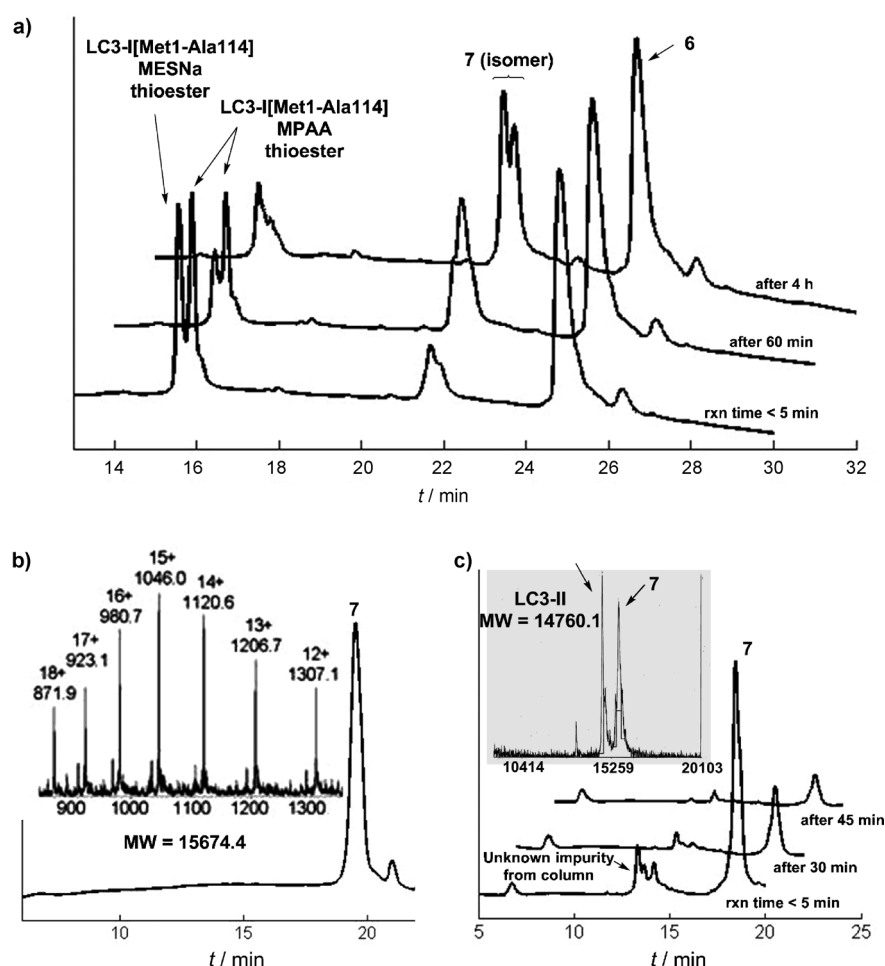 a)
LC3-I[Met1-Ala114]
MESNa
thioester
LC3-I[Met1-Ala114]
MPAA
thioester
7 (isomer)
6
after 4 h
after 60 min
rxn time < 5 min
14 16 18 20 22 24 26 28 30 32
t / min
b)
18+
871.9
17+
923.1
16+
980.7
15+
1046.0
14+
1120.6
13+
1206.7
12+
1307.1
7
900 1000 1100 1200 1300
MW = 15674.4
10 15 20
t / min
c)
LC3-II
MW = 14760.1
7
10414 15259 20103
7
after 45 min
after 30 min
rxn time < 5 min
Unknown impurity
from column
5 10 15 20 25
t / min